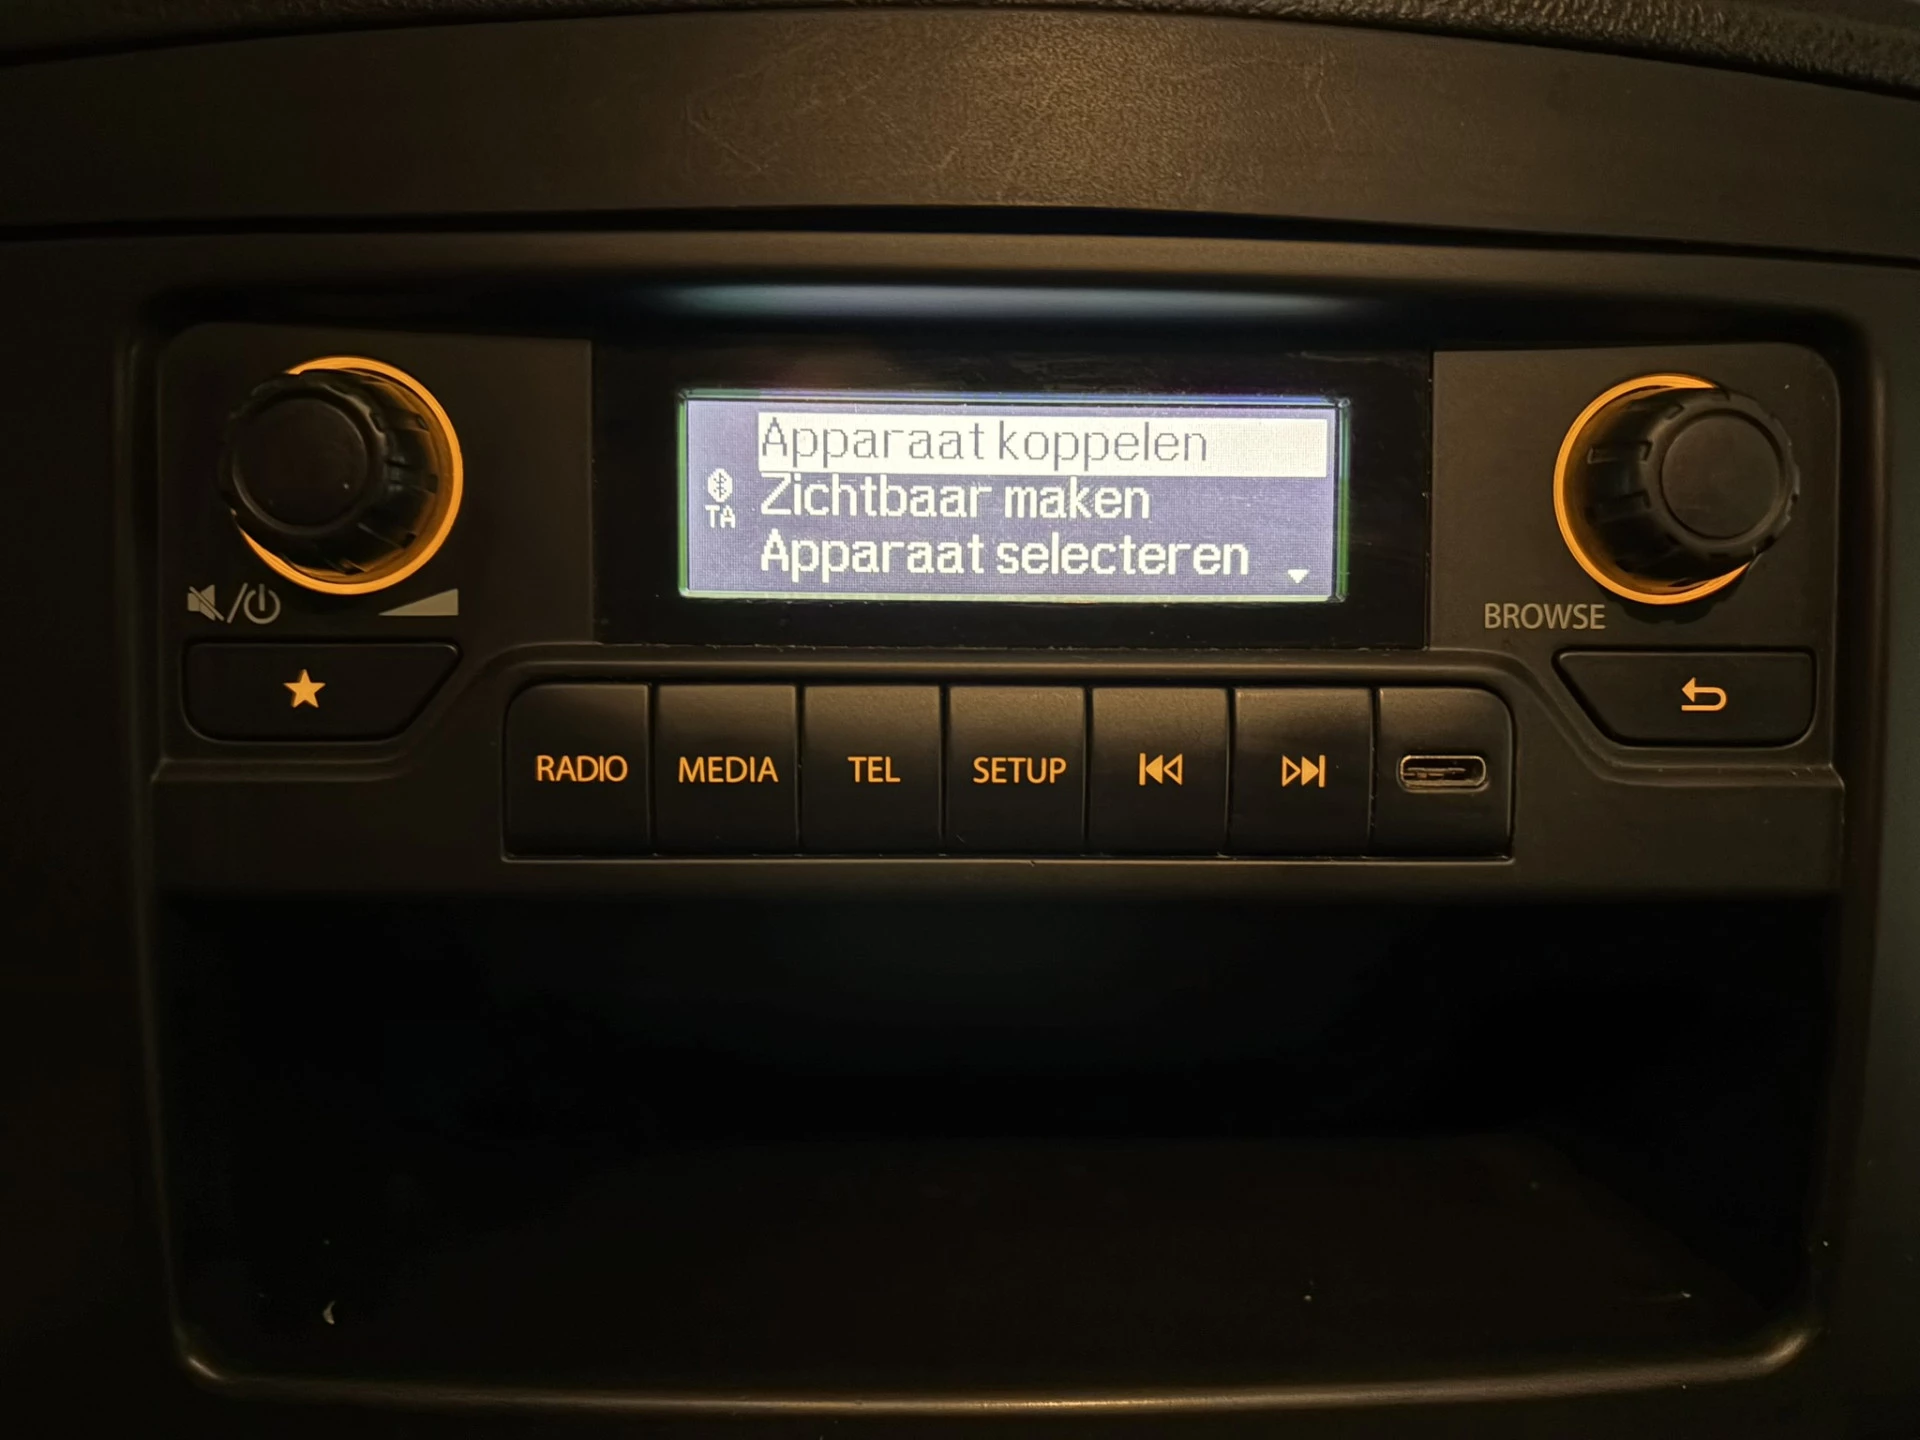 Apparaat koppelen
Zichtbaar maken
TA
Apparaat selecteren
BROWSE
RADIO
MEDIA
TEL
SETUP